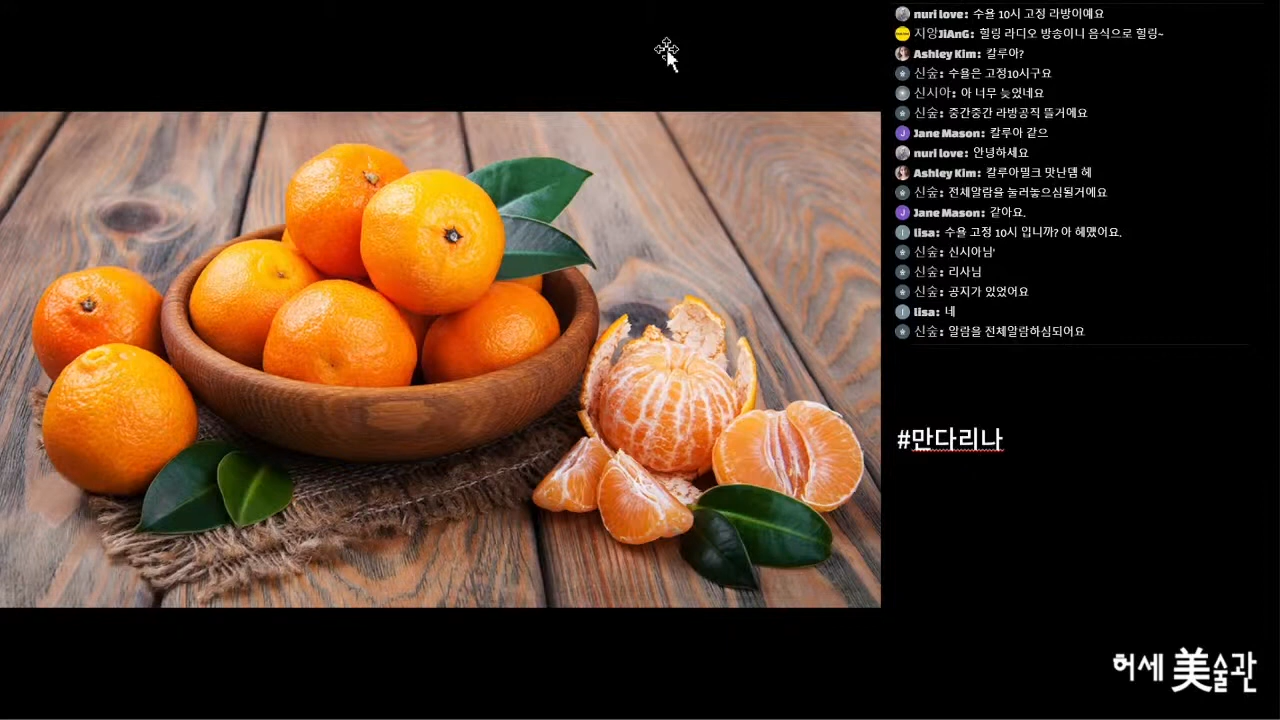 nuri love: 수욜 10시 고정 라방이예요
지앙JiAnG: 힐링 라디오 방송이니 음식으로 힐링~
Ashley Kim: 칼루아?
신숲: 수욜은 고정10시구요
신시아: 아 너무 늦었네요
신숲: 중간중간 라방공직 뜰거에요
Jane Mason: 칼루아 같으
nuri love: 안녕하세요
Ashley Kim: 칼루아밀크 맛난뎀 헤
신숲: 전체알람을 눌러놓으심될거에요
Jane Mason: 같아요.
lisa: 수욜 고정 10시 입니까? 아 헤맸어요.
신숲: 신시아님'
신숲: 리사님
신숲: 공지가 있었어요
lisa: 네
신숲: 알람을 전체알람하심되어요
#만다리나
허세 美술관